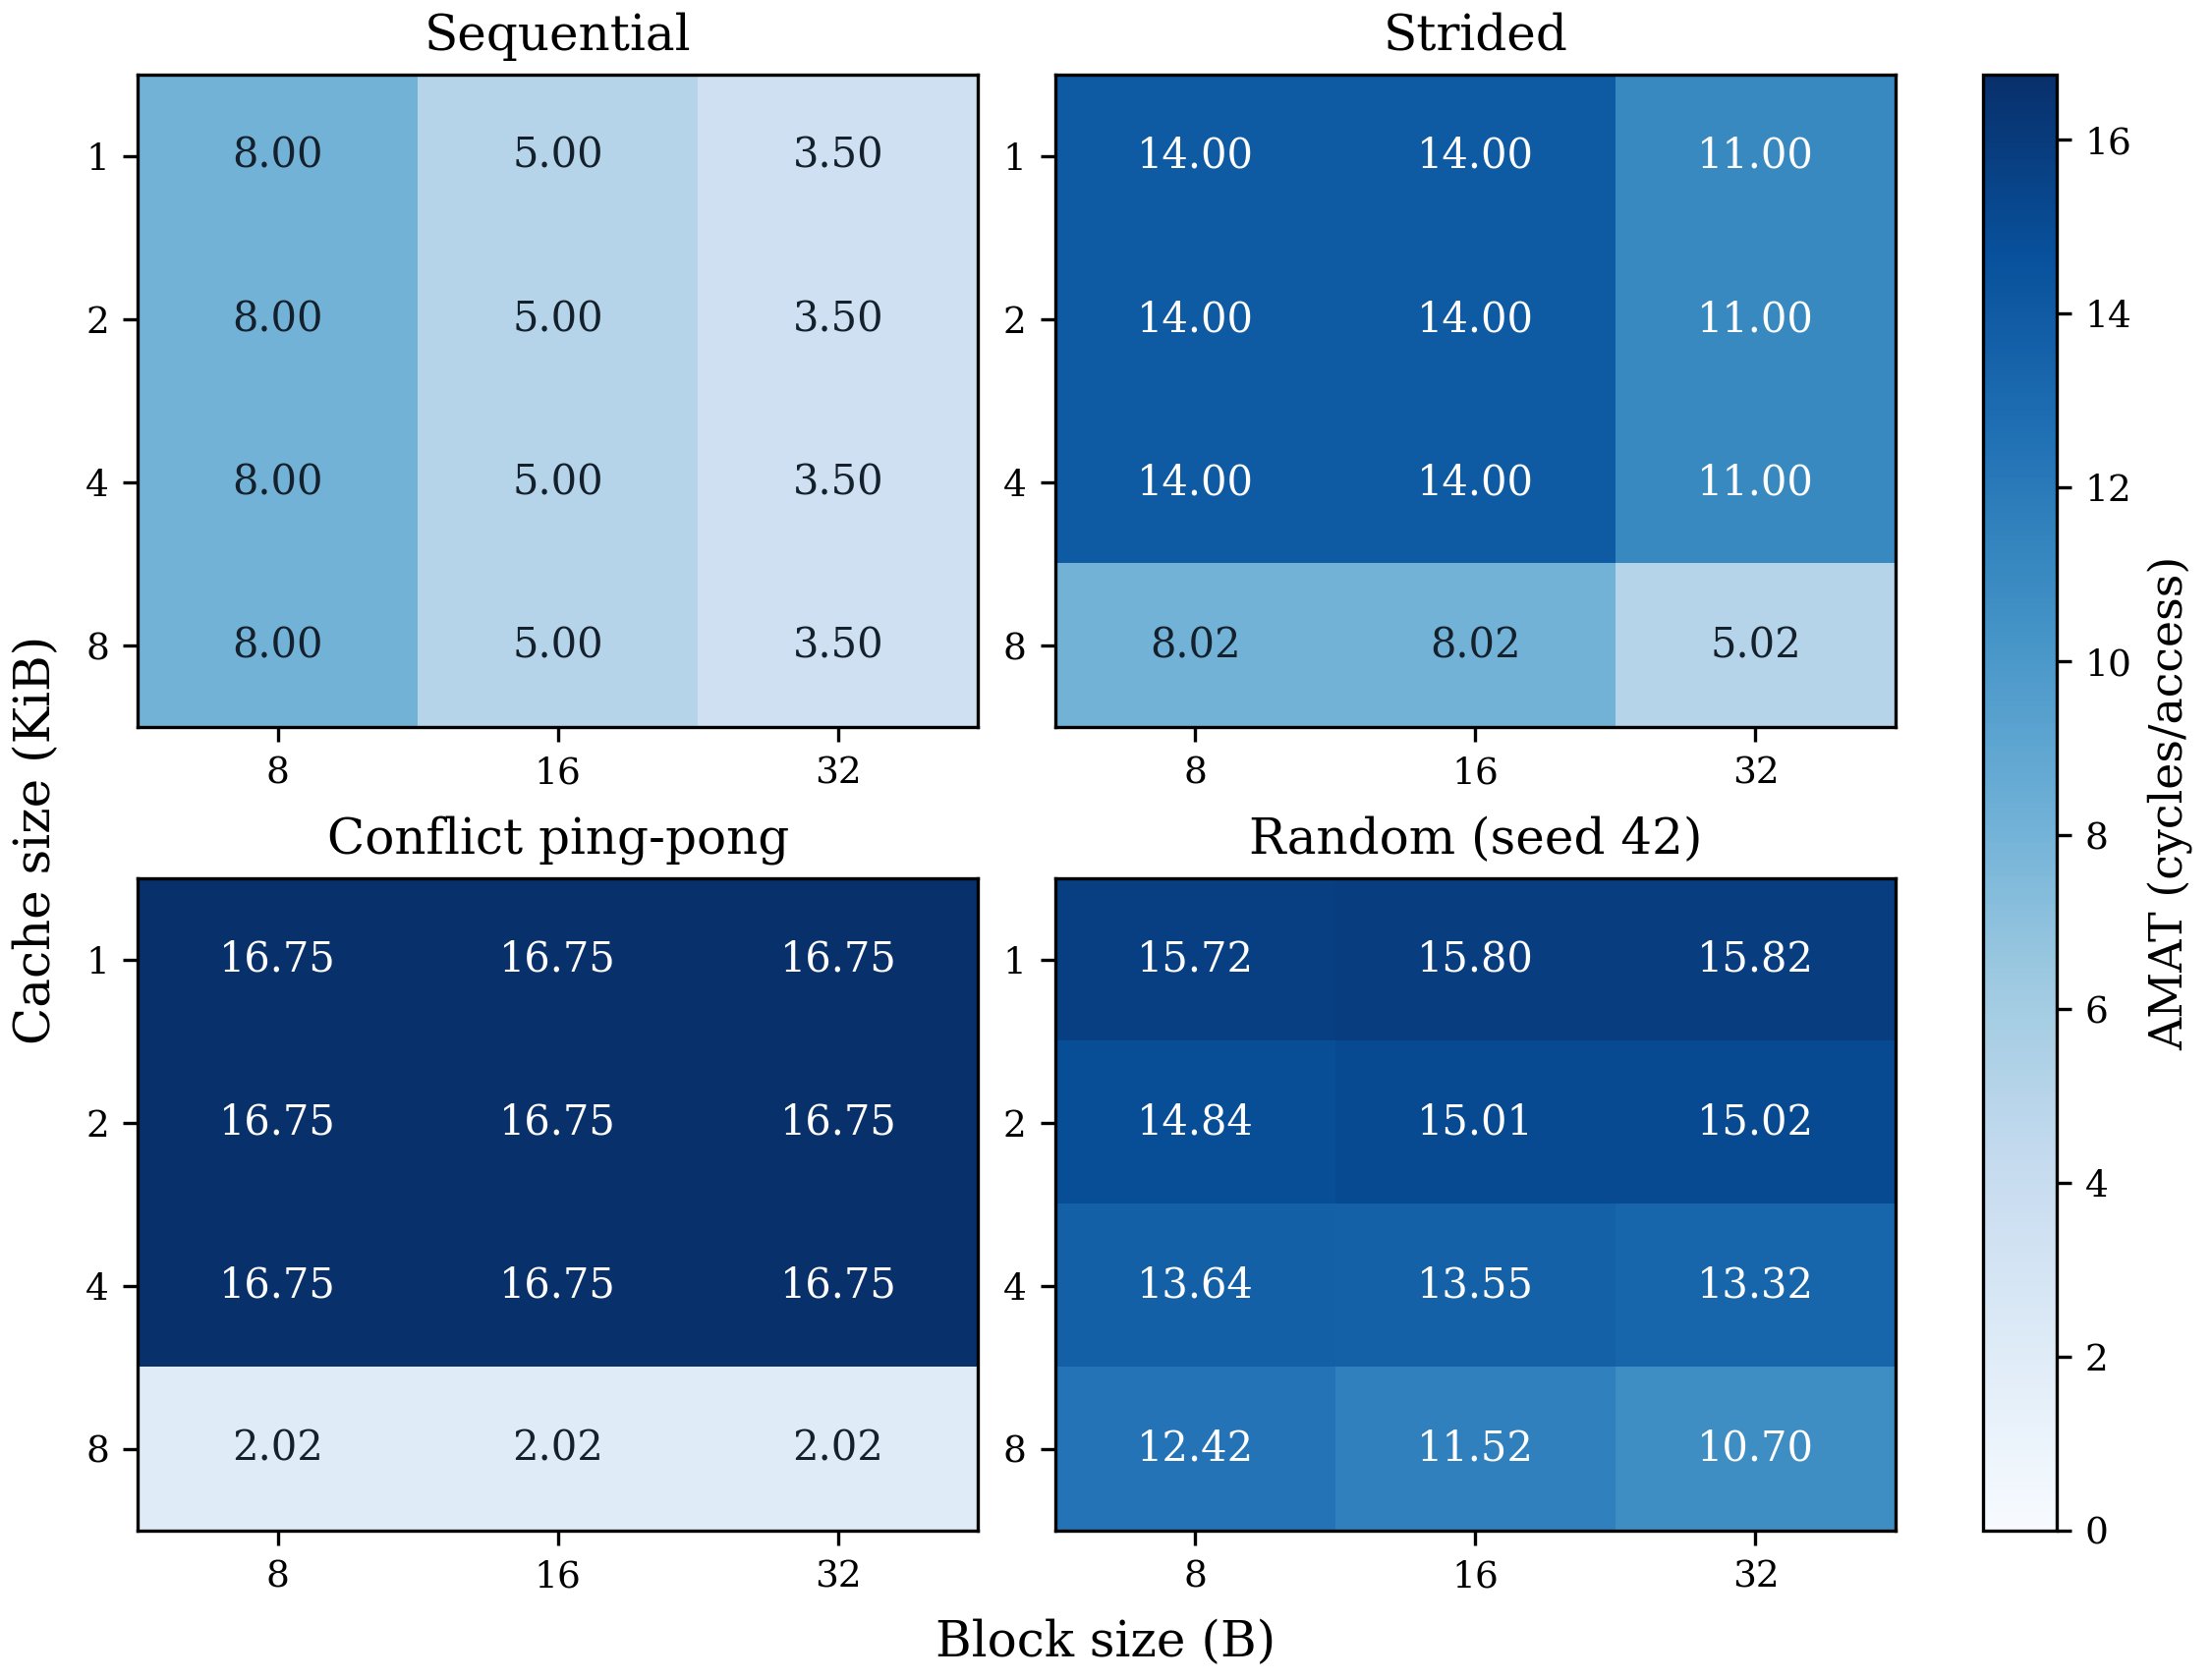 Sequential
Strided
1 8.00 5.00 3.50
2 8.00 5.00 3.50
4 8.00 5.00 3.50
8 8.00 5.00 3.50
8 16 32
1 14.00 14.00 11.00
2 14.00 14.00 11.00
4 14.00 14.00 11.00
8 8.02 8.02 5.02
8 16 32
Conflict ping-pong
Random (seed 42)
1 16.75 16.75 16.75
2 16.75 16.75 16.75
4 16.75 16.75 16.75
8 2.02 2.02 2.02
8 16 32
1 15.72 15.80 15.82
2 14.84 15.01 15.02
4 13.64 13.55 13.32
8 12.42 11.52 10.70
8 16 32
Cache size (KiB)
Block size (B)
16
14
12
10
8
6
4
2
0
AMAT (cycles/access)